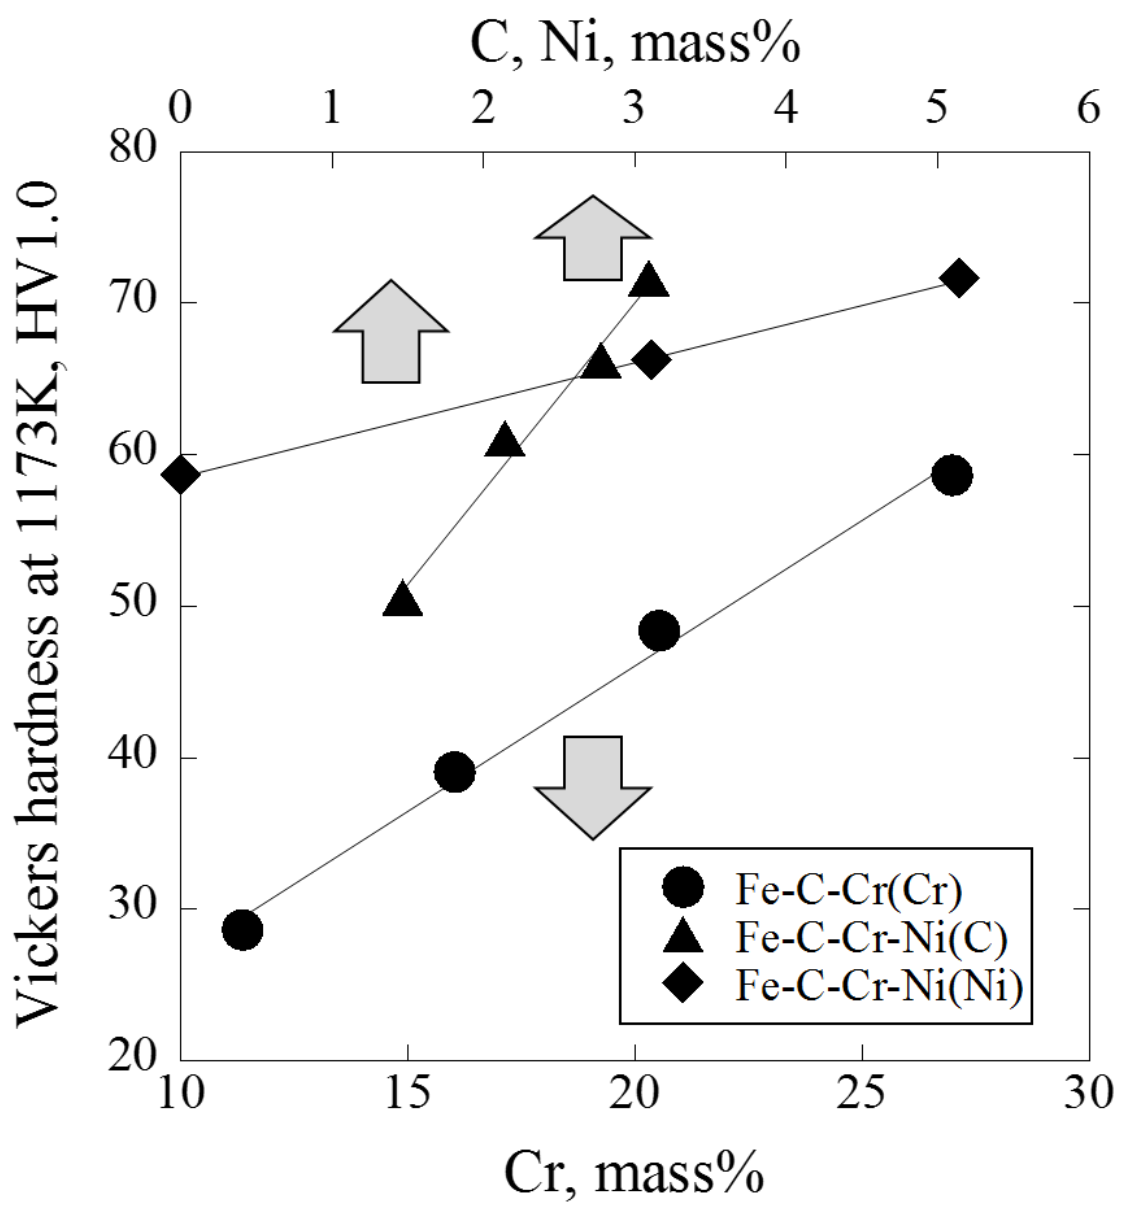 C, Ni, mass%
0 1 2 3 4 5 6
80
70
60
50
40
30
20
Vickers hardness at 1173K, HV1.0
Fe-C-Cr(Cr)
Fe-C-Cr-Ni(C)
Fe-C-Cr-Ni(Ni)
10 15 20 25 30
Cr, mass%